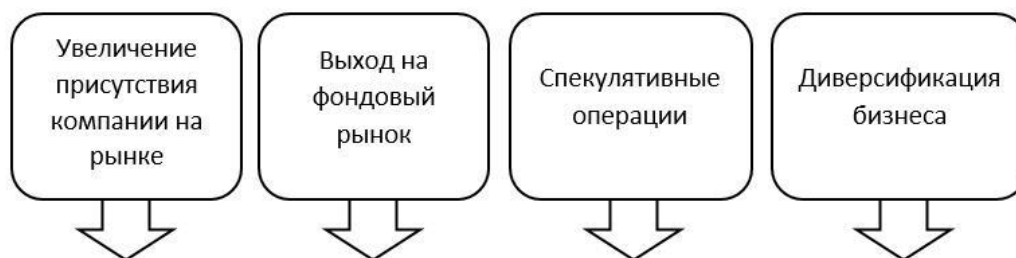 Увеличение
присутствия
компании на
рынке
Выход на
фондовый
рынок
Спекулятивные
операции
Диверсификация
бизнеса